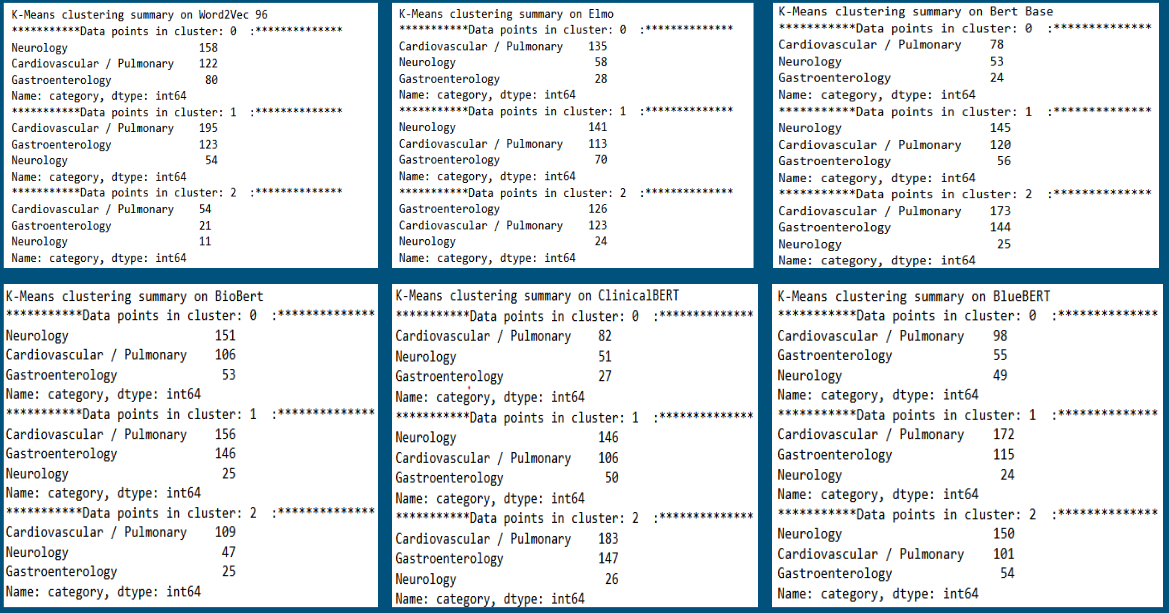 K-Means clustering summary on Word2Vec 96
***********Data points in cluster: 0  :**************
Neurology                     158
Cardiovascular / Pulmonary    122
Gastroenterology               80
Name: category, dtype: int64
***********Data points in cluster: 1  :**************
Cardiovascular / Pulmonary    195
Gastroenterology              123
Neurology                      54
Name: category, dtype: int64
***********Data points in cluster: 2  :**************
Cardiovascular / Pulmonary    54
Gastroenterology              21
Neurology                     11
Name: category, dtype: int64
K-Means clustering summary on Elmo
***********Data points in cluster: 0  :**************
Cardiovascular / Pulmonary    135
Neurology                      58
Gastroenterology               28
Name: category, dtype: int64
***********Data points in cluster: 1  :**************
Neurology                     141
Cardiovascular / Pulmonary    113
Gastroenterology               70
Name: category, dtype: int64
***********Data points in cluster: 2  :**************
Gastroenterology              126
Cardiovascular / Pulmonary    123
Neurology                      24
Name: category, dtype: int64
K-Means clustering summary on Bert Base
***********Data points in cluster: 0  :**************
Cardiovascular / Pulmonary    78
Neurology                     53
Gastroenterology              24
Name: category, dtype: int64
***********Data points in cluster: 1  :**************
Neurology                     145
Cardiovascular / Pulmonary    120
Gastroenterology               56
Name: category, dtype: int64
***********Data points in cluster: 2  :**************
Cardiovascular / Pulmonary    173
Gastroenterology              144
Neurology                      25
Name: category, dtype: int64
K-Means clustering summary on BioBert
***********Data points in cluster: 0  :**************
Neurology                     151
Cardiovascular / Pulmonary    106
Gastroenterology               53
Name: category, dtype: int64
***********Data points in cluster: 1  :**************
Cardiovascular / Pulmonary    156
Gastroenterology              146
Neurology                      25
Name: category, dtype: int64
***********Data points in cluster: 2  :**************
Cardiovascular / Pulmonary    109
Neurology                      47
Gastroenterology               25
Name: category, dtype: int64
K-Means clustering summary on ClinicalBERT
***********Data points in cluster: 0  :**************
Cardiovascular / Pulmonary    82
Neurology                     51
Gastroenterology              27
Name: category, dtype: int64
***********Data points in cluster: 1  :**************
Neurology                     146
Cardiovascular / Pulmonary    106
Gastroenterology               50
Name: category, dtype: int64
***********Data points in cluster: 2  :**************
Cardiovascular / Pulmonary    183
Gastroenterology              147
Neurology                      26
Name: category, dtype: int64
K-Means clustering summary on BlueBERT
***********Data points in cluster: 0  :**************
Cardiovascular / Pulmonary    98
Gastroenterology              55
Neurology                     49
Name: category, dtype: int64
***********Data points in cluster: 1  :**************
Cardiovascular / Pulmonary    172
Gastroenterology              115
Neurology                      24
Name: category, dtype: int64
***********Data points in cluster: 2  :**************
Neurology                     150
Cardiovascular / Pulmonary    101
Gastroenterology               54
Name: category, dtype: int64